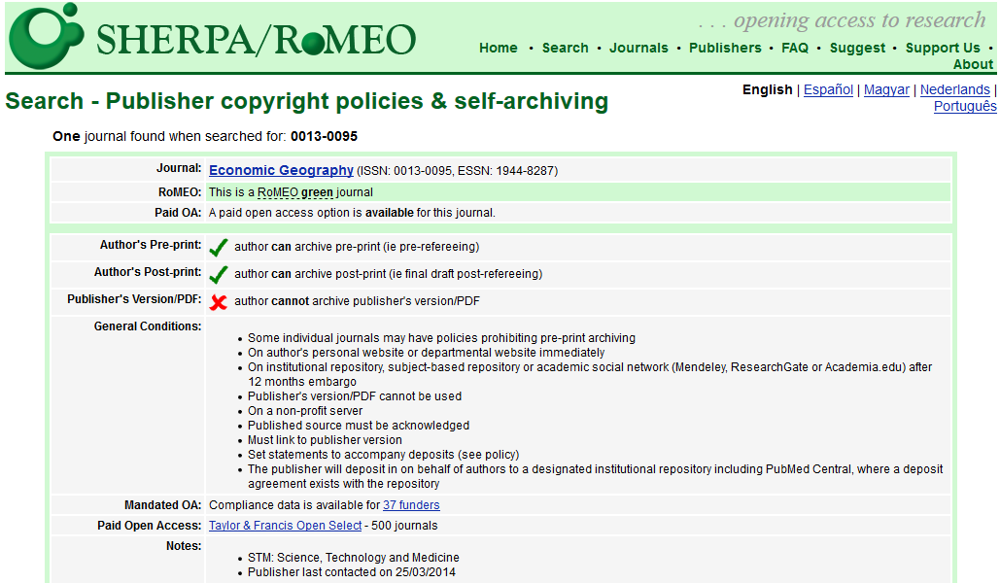 SHERPA/RoMEO
. . . opening access to research
Home • Search • Journals • Publishers • FAQ • Suggest • Support Us •
About
Search - Publisher copyright policies & self-archiving
English | Español | Magyar | Nederlands |
Português
One journal found when searched for: 0013-0095
Journal: Economic Geography (ISSN: 0013-0095, ESSN: 1944-8287)
RoMEO: This is a RoMEO green journal
Paid OA: A paid open access option is available for this journal.
Author's Pre-print: author can archive pre-print (ie pre-refereeing)
Author's Post-print: author can archive post-print (ie final draft post-refereeing)
Publisher's Version/PDF: author cannot archive publisher's version/PDF
General Conditions:
• Some individual journals may have policies prohibiting pre-print archiving
• On author's personal website or departmental website immediately
• On institutional repository, subject-based repository or academic social network (Mendeley, ResearchGate or Academia.edu) after
12 months embargo
• Publisher's version/PDF cannot be used
• On a non-profit server
• Published source must be acknowledged
• Must link to publisher version
• Set statements to accompany deposits (see policy)
• The publisher will deposit in on behalf of authors to a designated institutional repository including PubMed Central, where a deposit
agreement exists with the repository
Mandated OA: Compliance data is available for 37 funders
Paid Open Access: Taylor & Francis Open Select - 500 journals
Notes:
• STM: Science, Technology and Medicine
• Publisher last contacted on 25/03/2014